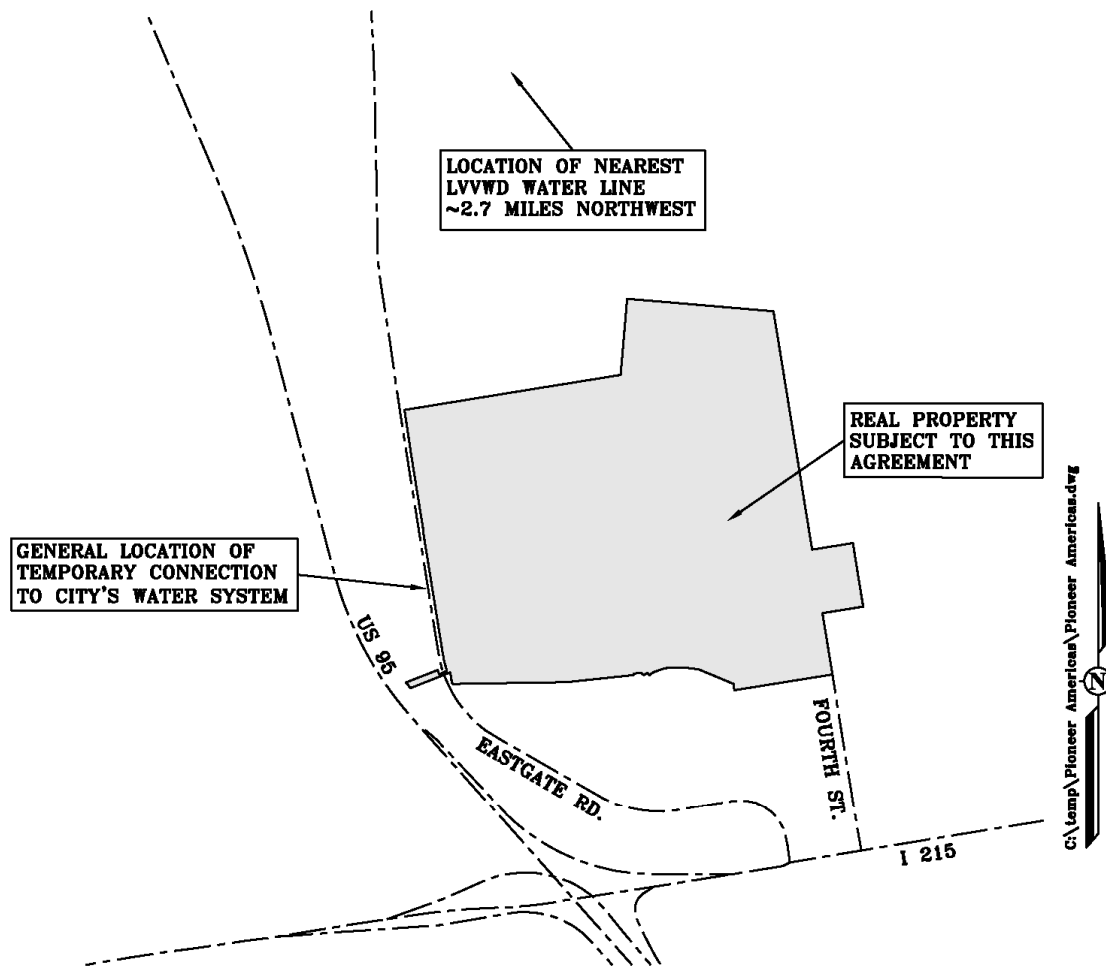 LOCATION OF NEAREST
LVVWD WATER LINE
~2.7 MILES NORTHWEST
REAL PROPERTY
SUBJECT TO THIS
AGREEMENT
GENERAL LOCATION OF
TEMPORARY CONNECTION
TO CITY'S WATER SYSTEM
US 95
EASTGATE RD.
FOURTH ST.
I 215
C:\temp\Pioneer Americas\Pioneer Americas.dwg
N